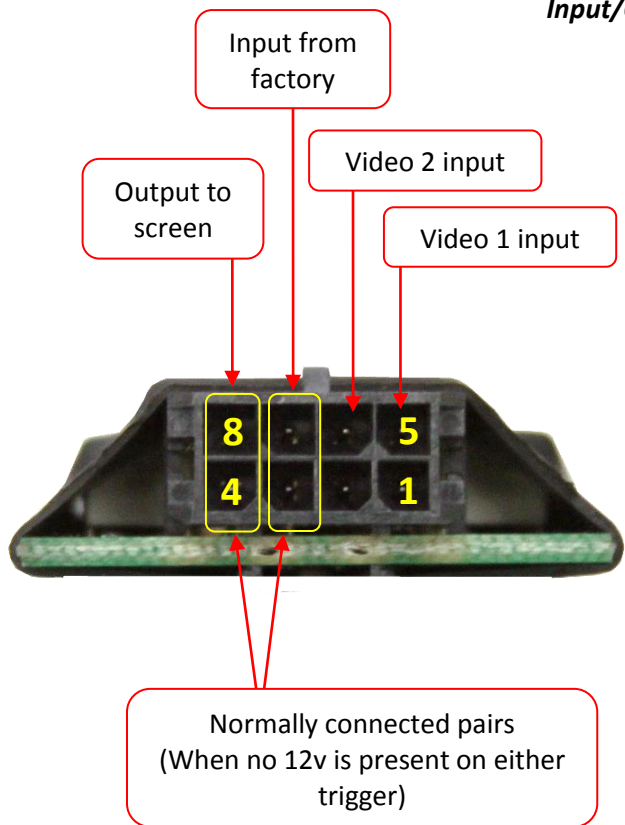 Input/
Input from
factory
Video 2 input
Output to
screen
Video 1 input
8 5
4 1
Normally connected pairs
(When no 12v is present on either
trigger)